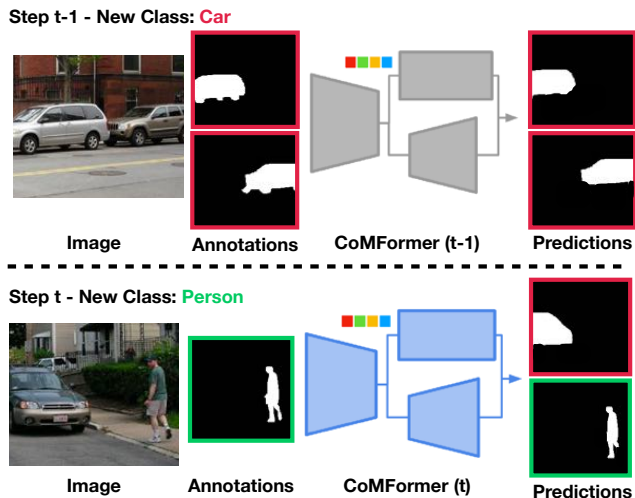 Step t-1 - New Class: Car
Image
Annotations
CoMFormer (t-1)
Predictions
Step t - New Class: Person
Image
Annotations
CoMFormer (t)
Predictions